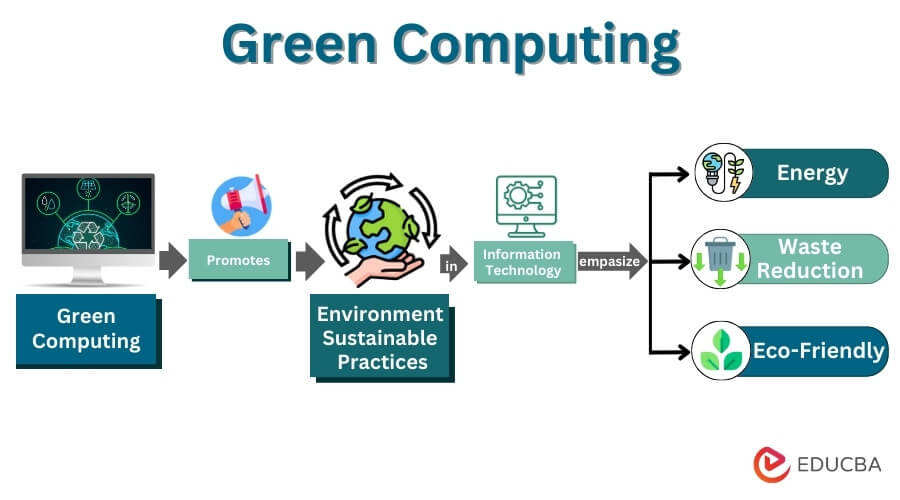 Green Computing
Green
Computing
Promotes
Environment
Sustainable
Practices
in
Information
Technology
empasize
Energy
Waste
Reduction
Eco-Friendly
EDUCBA